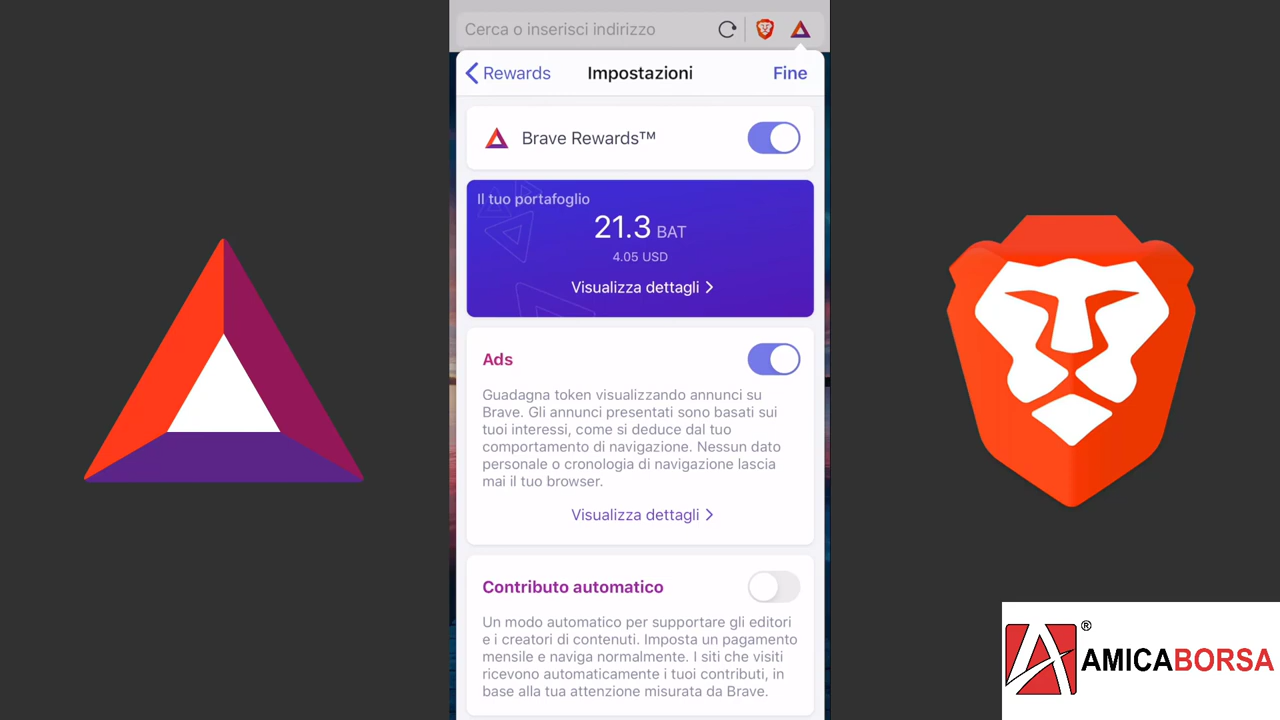 Cerca o inserisci indirizzo
Rewards
Impostazioni
Fine
Brave Rewards™
Il tuo portafoglio
21.3 BAT
4.05 USD
Visualizza dettagli
Ads
Guadagna token visualizzando annunci su
Brave. Gli annunci presentati sono basati sui
tuoi interessi, come si deduce dal tuo
comportamento di navigazione. Nessun dato
personale o cronologia di navigazione lascia
mai il tuo browser.
Visualizza dettagli
Contributo automatico
Un modo automatico per supportare gli editori
e i creatori di contenuti. Imposta un pagamento
mensile e naviga normalmente. I siti che visiti
ricevono automaticamente i tuoi contributi, in
base alla tua attenzione misurata da Brave.
®
AMICABORSA